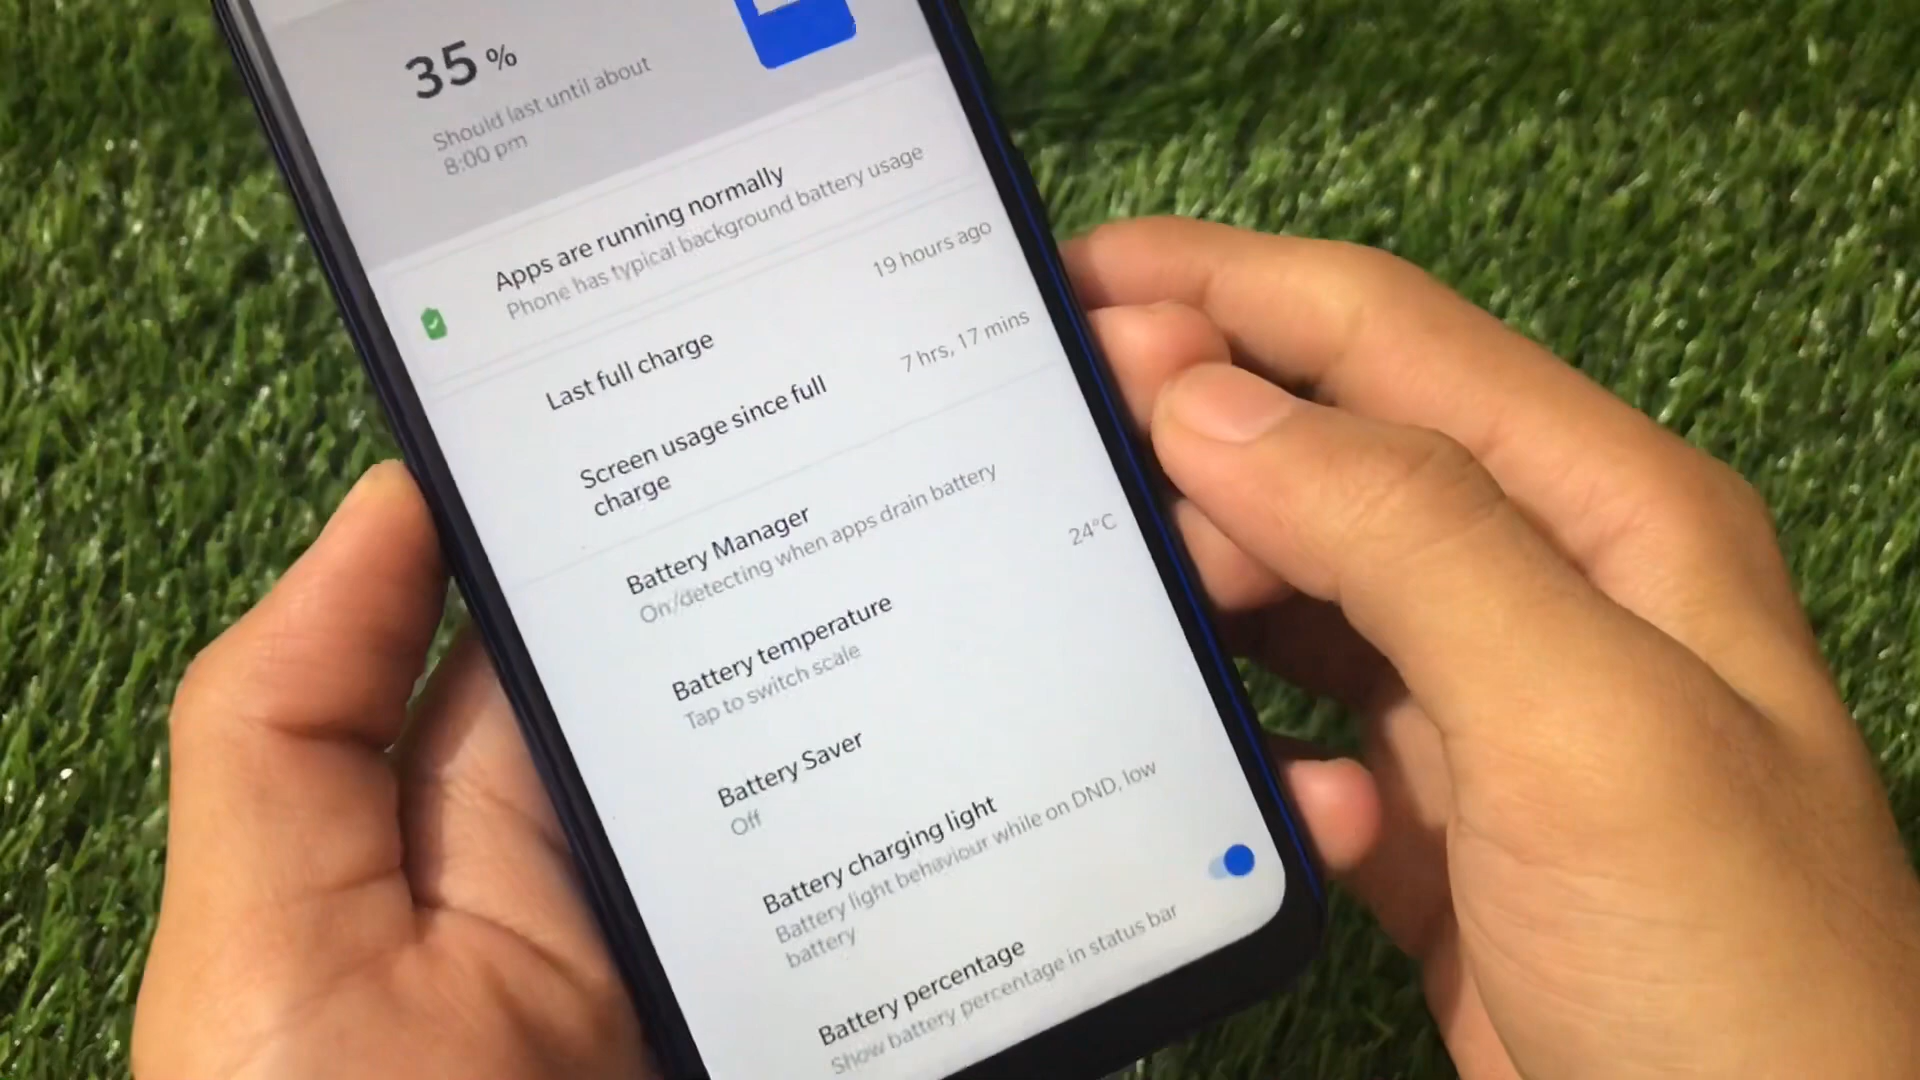 35 %
Should last until about
8:00 pm
Apps are running normally
Phone has typical background battery usage
Last full charge
19 hours ago
Screen usage since full
charge
7 hrs, 17 mins
Battery Manager
On/detecting when apps drain battery
Battery temperature
Tap to switch scale
24°C
Battery Saver
Off
Battery charging light
Battery light behaviour while on DND, low
battery
Battery percentage
Show battery percentage in status bar